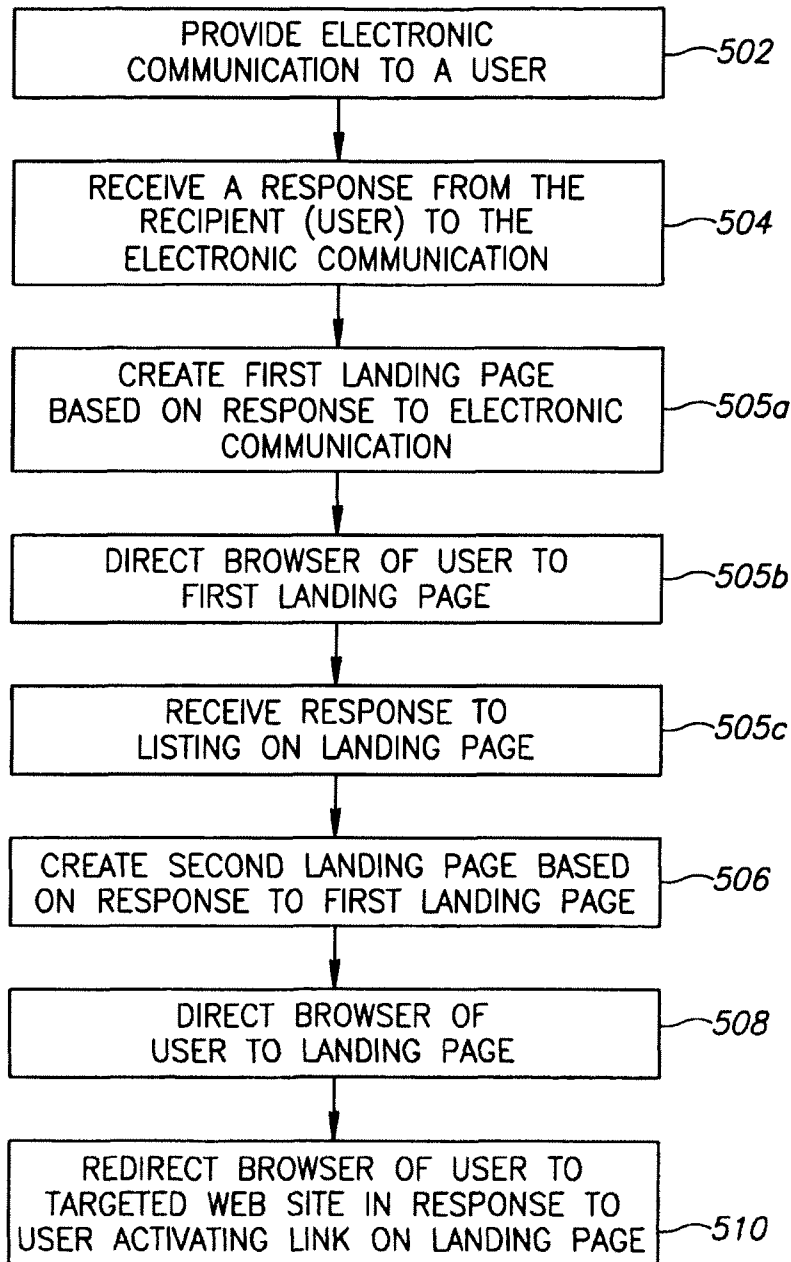 PROVIDE ELECTRONIC
COMMUNICATION TO A USER
502
RECEIVE A RESPONSE FROM THE
RECIPIENT (USER) TO THE
ELECTRONIC COMMUNICATION
504
CREATE FIRST LANDING PAGE
BASED ON RESPONSE TO ELECTRONIC
COMMUNICATION
505a
DIRECT BROWSER OF USER TO
FIRST LANDING PAGE
505b
RECEIVE RESPONSE TO
LISTING ON LANDING PAGE
505c
CREATE SECOND LANDING PAGE BASED
ON RESPONSE TO FIRST LANDING PAGE
506
DIRECT BROWSER OF
USER TO LANDING PAGE
508
REDIRECT BROWSER OF USER TO
TARGETED WEB SITE IN RESPONSE TO
USER ACTIVATING LINK ON LANDING PAGE
510